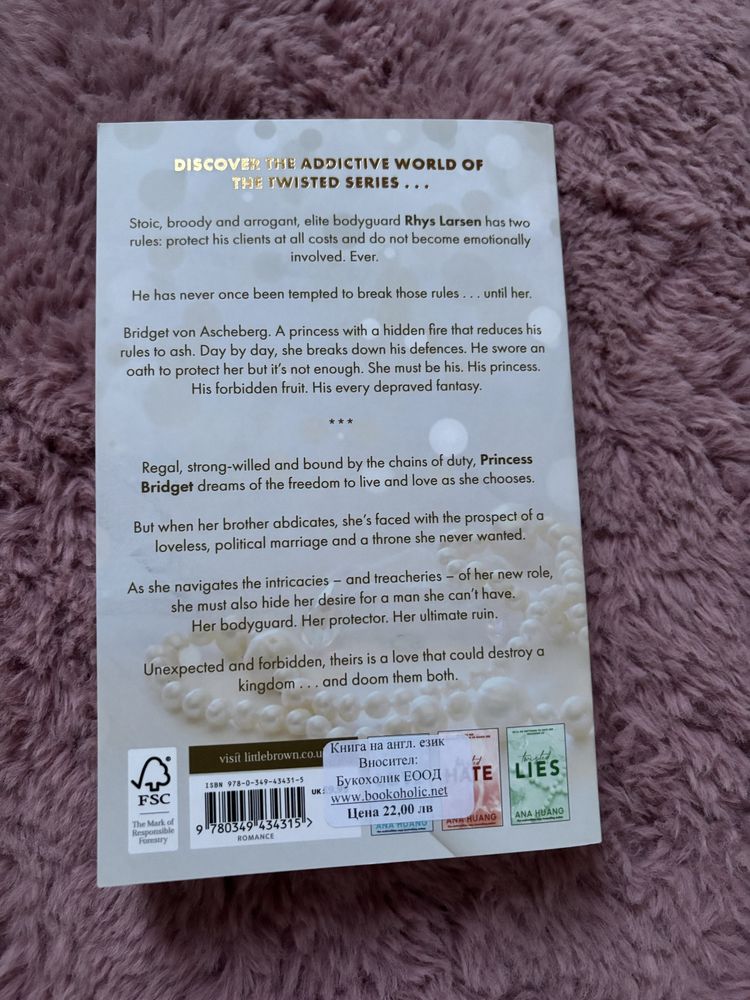 DISCOVER THE ADDICTIVE WORLD OF
THE TWISTED SERIES . . .
Stoic, broody and arrogant, elite bodyguard Rhys Larsen has two
rules: protect his clients at all costs and do not become emotionally
involved. Ever.
He has never once been tempted to break those rules . . . until her.
Bridget von Ascheberg. A princess with a hidden fire that reduces his
rules to ash. Day by day, she breaks down his defences. He swore an
oath to protect her but it’s not enough. She must be his. His princess.
His forbidden fruit. His every depraved fantasy.
* * *
Regal, strong-willed and bound by the chains of duty, Princess
Bridget dreams of the freedom to live and love as she chooses.
But when her brother abdicates, she’s faced with the prospect of a
loveless, political marriage and a throne she never wanted.
As she navigates the intricacies – and treacheries – of her new role,
she must also hide her desire for a man she can’t have.
Her bodyguard. Her protector. Her ultimate ruin.
Unexpected and forbidden, theirs is a love that could destroy a
kingdom . . . and doom them both.
FSC
The Mark of
Responsible
Forestry
visit littlebrown.co.u
ISBN 978-0-349-43431-5
9 780349 434315 >
ROMANCE
UK
Книга на англ. език
Вносител:
Букохолик ЕООД
www.bookoholic.net
Цена 22,00 лв
ANA HUANG
HATE
ANA HUANG
twisted
LIES
ANA HUANG